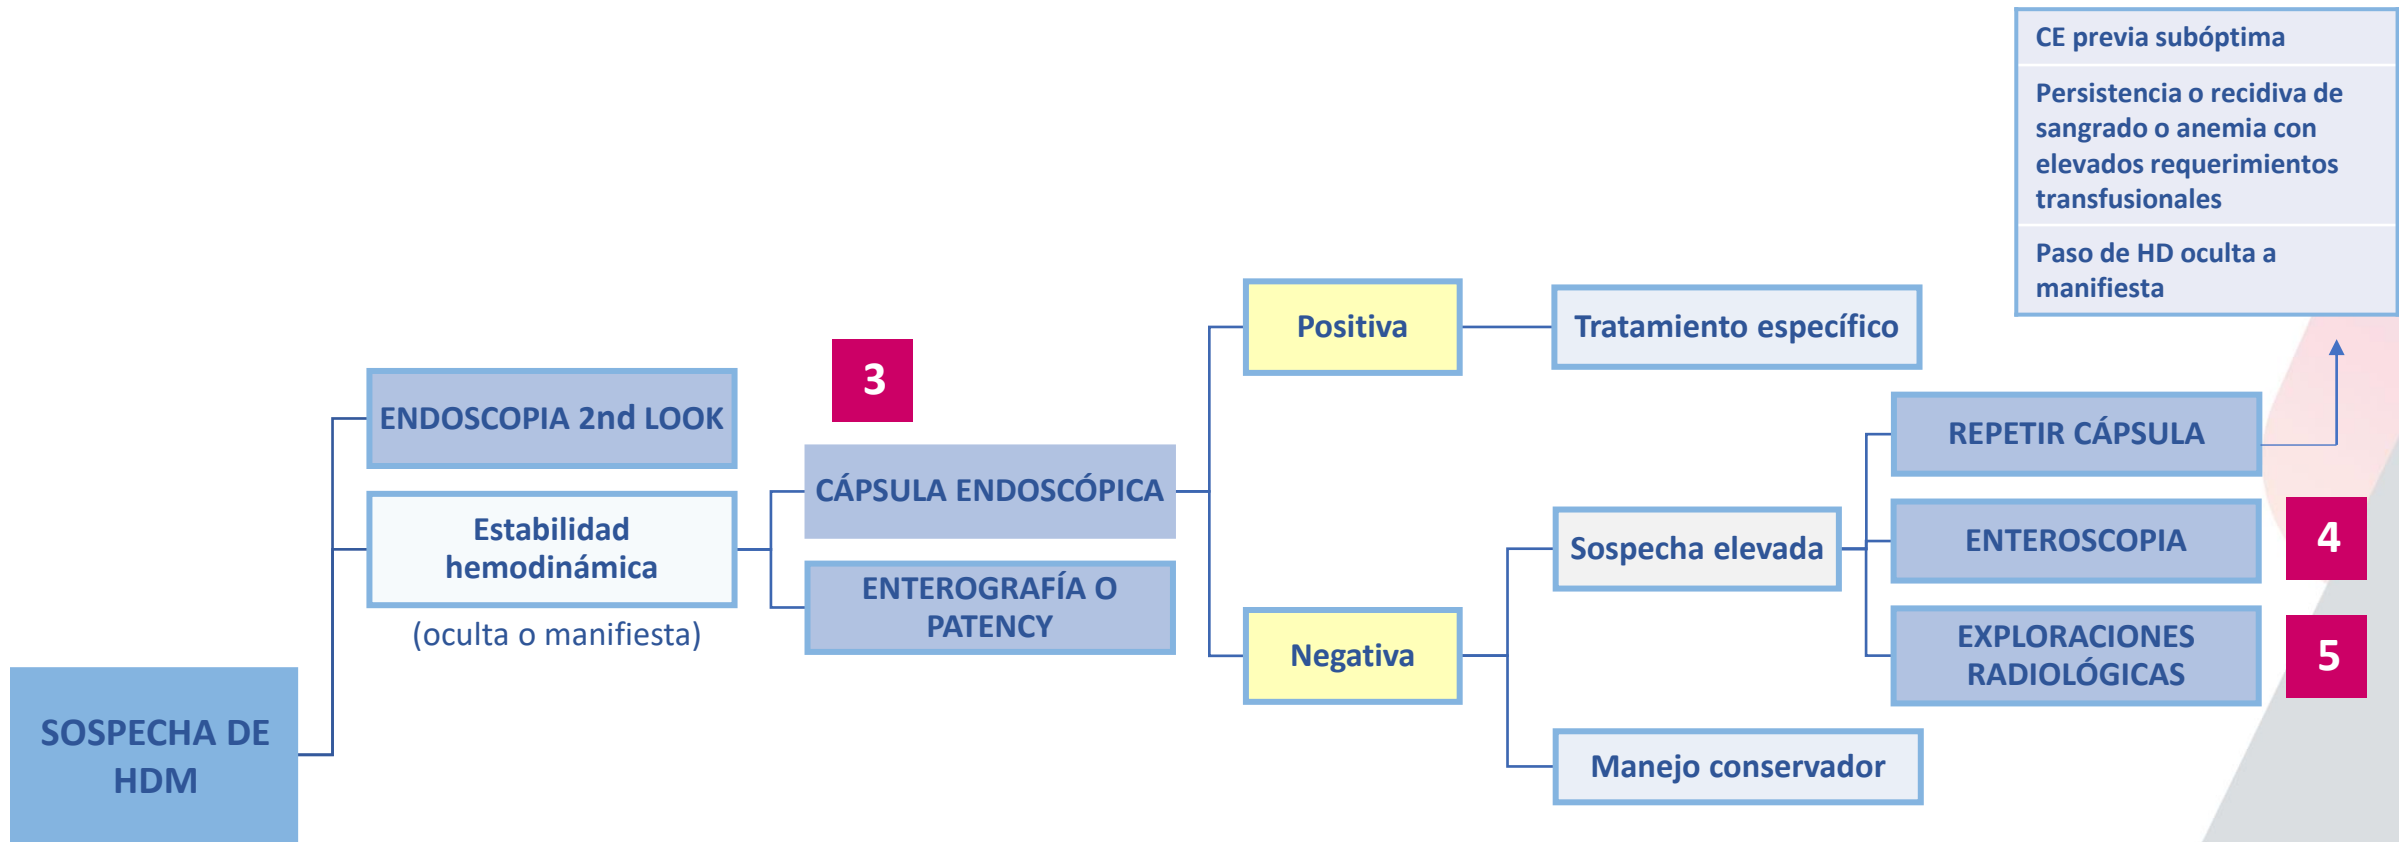 CE previa subóptima
Persistencia o recidiva de
sangrado o anemia con
elevados requerimientos
transfusionales
Paso de HD oculta a
manifiesta
Positiva
Tratamiento específico
3
ENDOSCOPIA 2nd LOOK
REPETIR CÁPSULA
CÁPSULA ENDOSCÓPICA
Estabilidad
hemodinámica
(oculta o manifiesta)
Sospecha elevada
ENTEROSCOPIA
4
ENTEROGRAFÍA O
PATENCY
Negativa
EXPLORACIONES
RADIOLÓGICAS
5
SOSPECHA DE
HDM
Manejo conservador